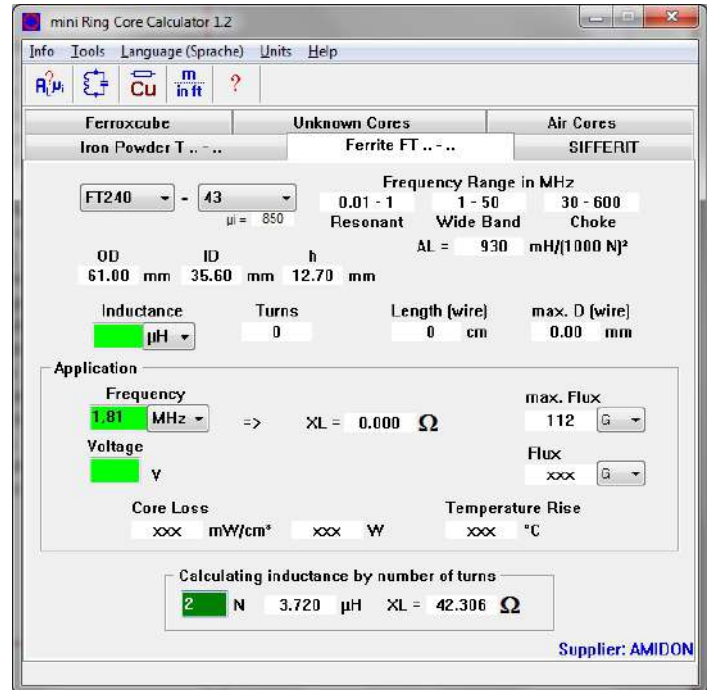 mini Ring Core Calculator 1.2
Info Tools Language (Sprache) Units Help
m
Cu in ft ?
Ferroxcube Unknown Cores Air Cores
Iron Powder T .. - .. Ferrite FT .. - .. SIFFERIT
Frequency Range in MHz
FT240 - 43 0.01 - 1 1 - 50 30 - 600
µi = 850 Resonant Wide Band Choke
AL = 930 mH/(1000 N)²
OD ID h
61.00 mm 35.60 mm 12.70 mm
Inductance Turns Length (wire) max. D (wire)
µH 0 0 cm 0.00 mm
Application
Frequency max. Flux
1,81 MHz => XL = 0.000 Ω 112 G
Voltage Flux
V xxx G
Core Loss Temperature Rise
xxx mW/cm³ xxx W xxx °C
Calculating inductance by number of turns
2 N 3.720 µH XL = 42.306 Ω
Supplier: AMIDON